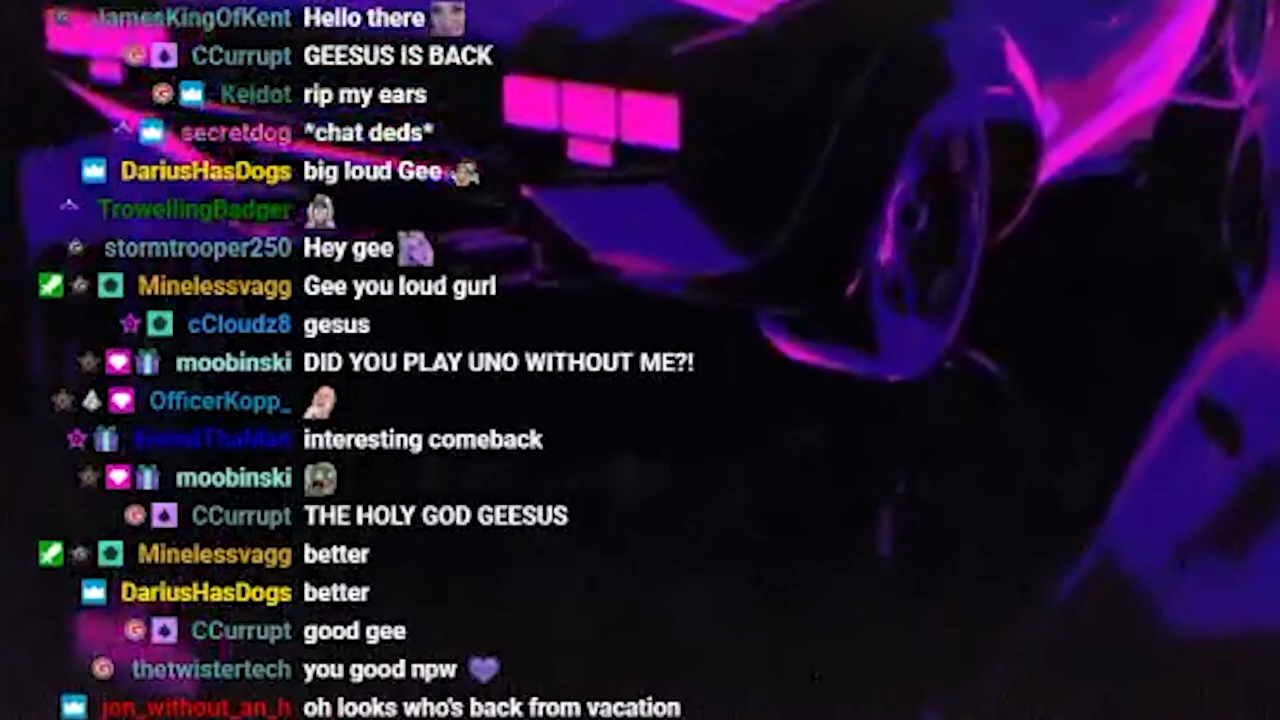 JamesKingOfKent Hello there
CCurrupt GEESUS IS BACK
Keidot rip my ears
secretdog *chat deds*
DariusHasDogs big loud Gee
TrowellingBadger
stormtrooper250 Hey gee
Minelessvagg Gee you loud gurl
cCloudz8 gesus
moobinski DID YOU PLAY UNO WITHOUT ME?!
OfficerKopp_
interesting comeback
moobinski
CCurrupt THE HOLY GOD GEESUS
Minelessvagg better
DariusHasDogs better
CCurrupt good gee
thetwistertech you good npw
jon_without_an_h oh looks who's back from vacation